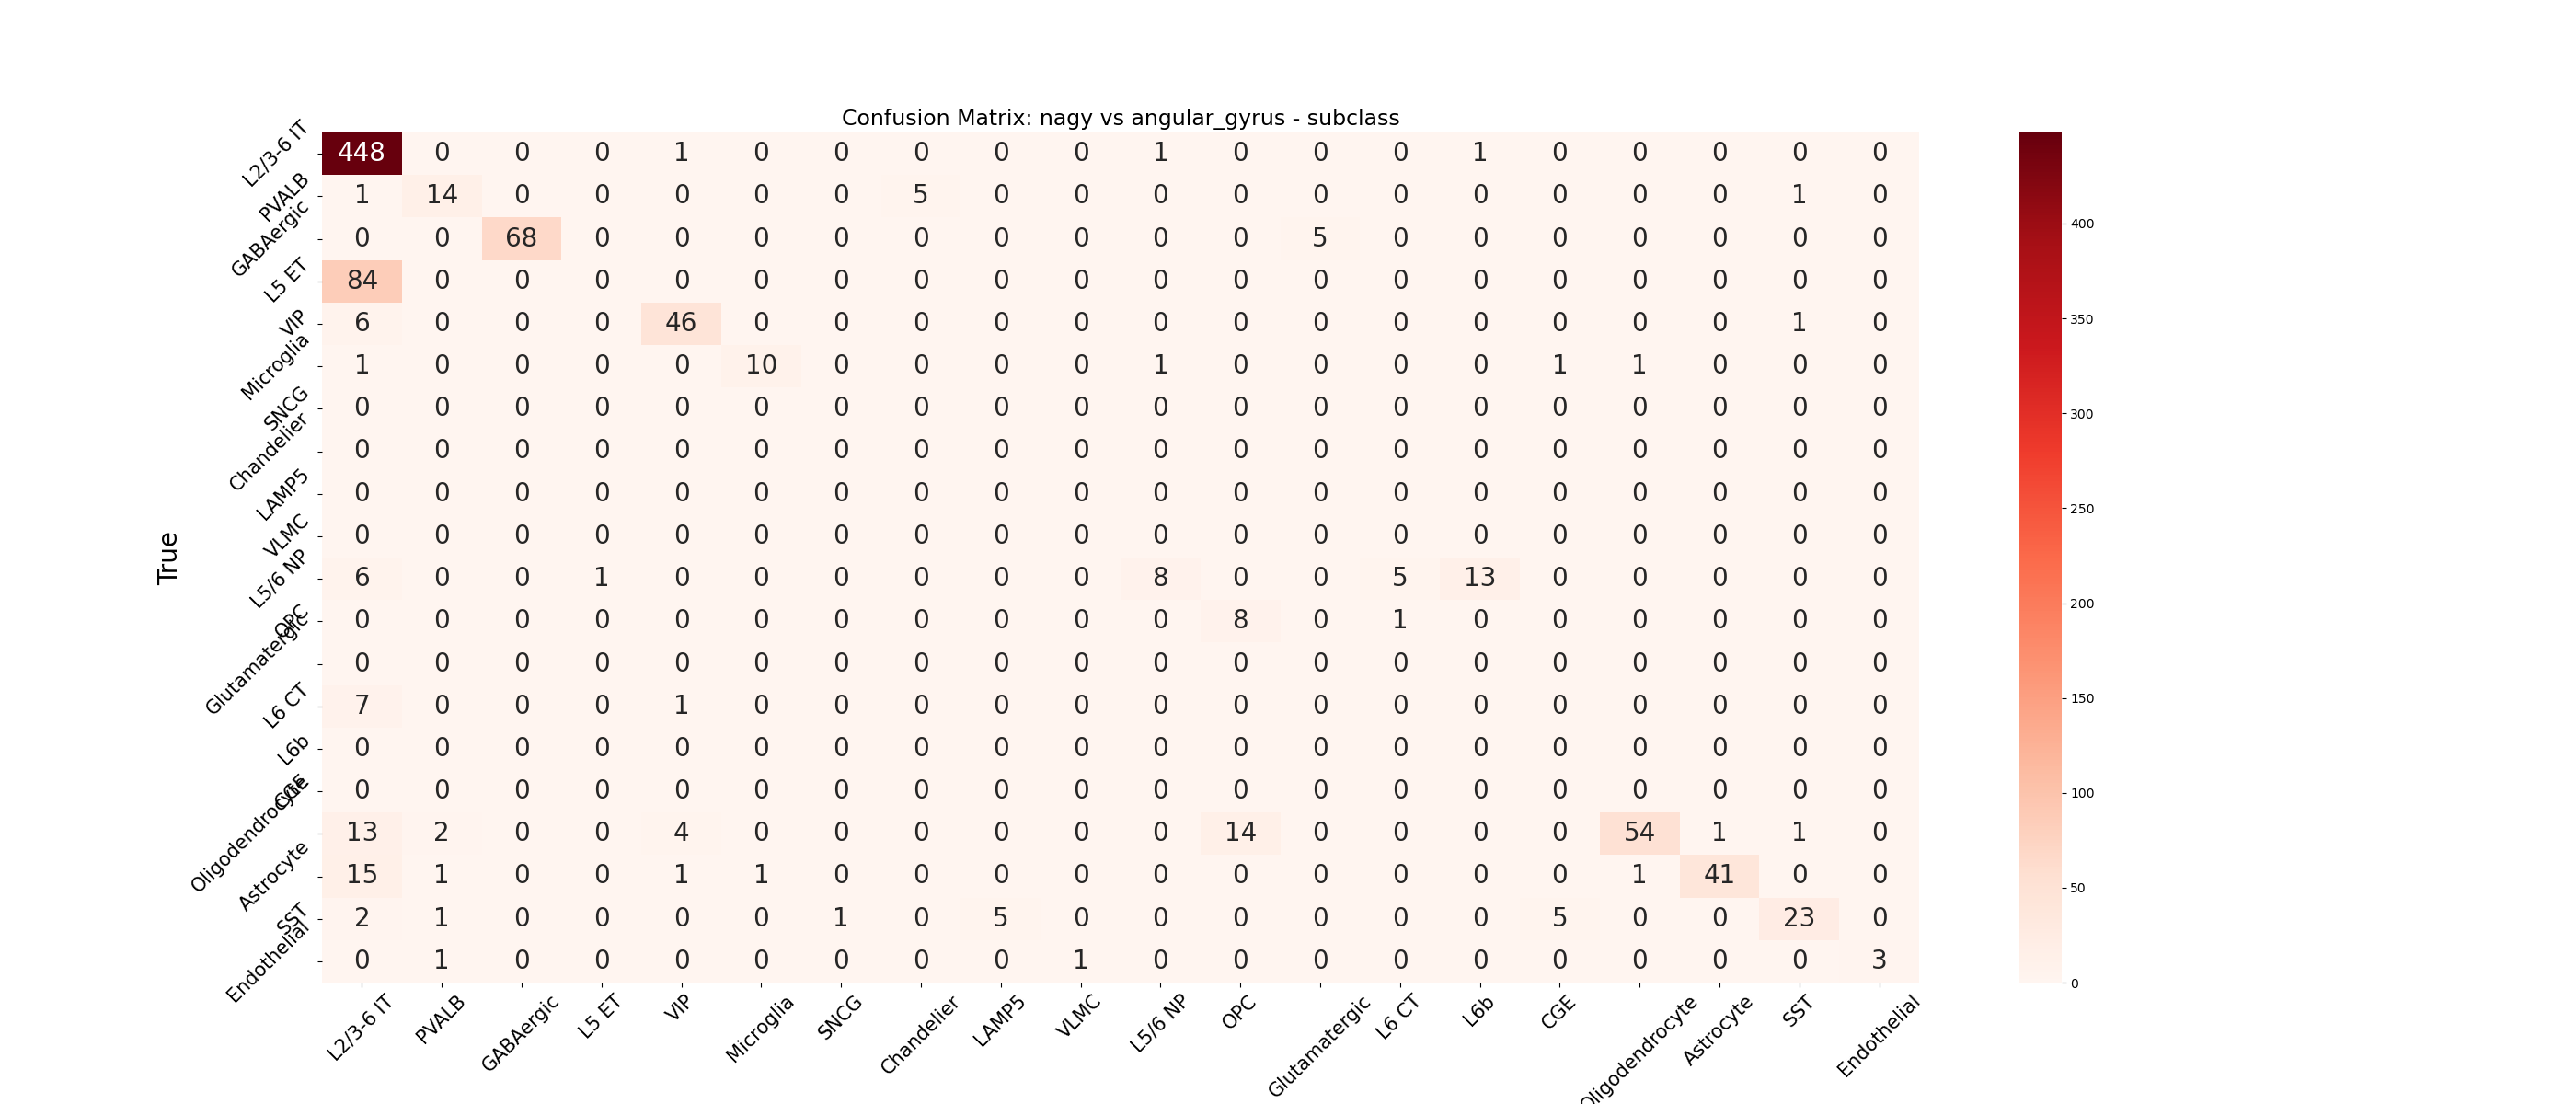 Confusion Matrix: nagy vs angular_gyrus - subclass
True
L2/3-6 IT 448 0 0 0 1 0 0 0 0 0 1 0 0 0 1 0 0 0 0 0
PVALB 1 14 0 0 0 0 0 5 0 0 0 0 0 0 0 0 0 0 1 0
GABAergic 0 0 68 0 0 0 0 0 0 0 0 0 5 0 0 0 0 0 0 0
L5 ET 84 0 0 0 0 0 0 0 0 0 0 0 0 0 0 0 0 0 0 0
VIP 6 0 0 0 46 0 0 0 0 0 0 0 0 0 0 0 0 0 1 0
Microglia 1 0 0 0 0 10 0 0 0 0 1 0 0 0 0 1 1 0 0 0
SNCG 0 0 0 0 0 0 0 0 0 0 0 0 0 0 0 0 0 0 0 0
Chandelier 0 0 0 0 0 0 0 0 0 0 0 0 0 0 0 0 0 0 0 0
LAMP5 0 0 0 0 0 0 0 0 0 0 0 0 0 0 0 0 0 0 0 0
VLMC 0 0 0 0 0 0 0 0 0 0 0 0 0 0 0 0 0 0 0 0
L5/6 NP 6 0 0 1 0 0 0 0 0 0 8 0 0 5 13 0 0 0 0 0
OPC 0 0 0 0 0 0 0 0 0 0 0 8 0 1 0 0 0 0 0 0
Glutamatergic 0 0 0 0 0 0 0 0 0 0 0 0 0 0 0 0 0 0 0 0
L6 CT 7 0 0 0 1 0 0 0 0 0 0 0 0 0 0 0 0 0 0 0
L6b 0 0 0 0 0 0 0 0 0 0 0 0 0 0 0 0 0 0 0 0
CGE 0 0 0 0 0 0 0 0 0 0 0 0 0 0 0 0 0 0 0 0
Oligodendrocyte 13 2 0 0 4 0 0 0 0 0 0 14 0 0 0 0 54 1 1 0
Astrocyte 15 1 0 0 1 1 0 0 0 0 0 0 0 0 0 0 1 41 0 0
SST 2 1 0 0 0 0 1 0 5 0 0 0 0 0 0 5 0 0 23 0
Endothelial 0 1 0 0 0 0 0 0 0 1 0 0 0 0 0 0 0 0 0 3
L2/3-6 IT PVALB GABAergic L5 ET VIP Microglia SNCG Chandelier LAMP5 VLMC L5/6 NP OPC Glutamatergic L6 CT L6b CGE Oligodendrocyte Astrocyte SST Endothelial
400
350
300
250
200
150
100
50
0